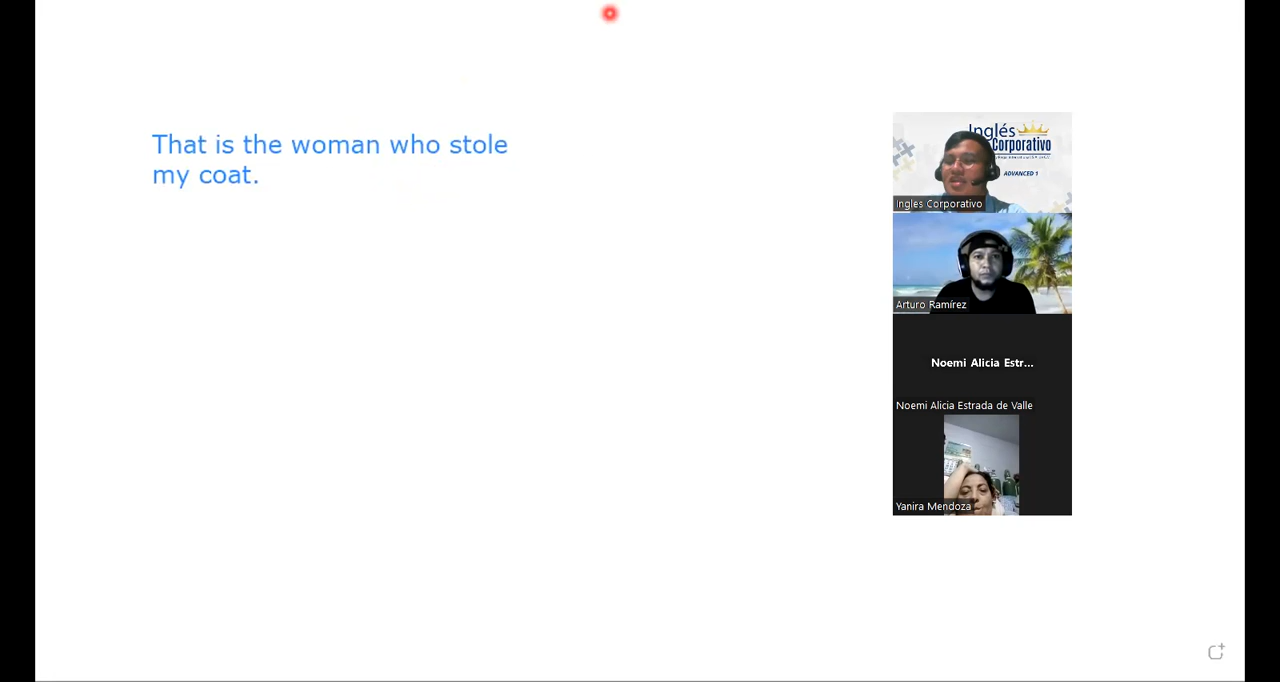 That is the woman who stole
my coat.
Inglés
Corporativo
ADVANCED 1
Ingles Corporativo
Arturo Ramírez
Noemi Alicia Estr...
Noemi Alicia Estrada de Valle
Yanira Mendoza